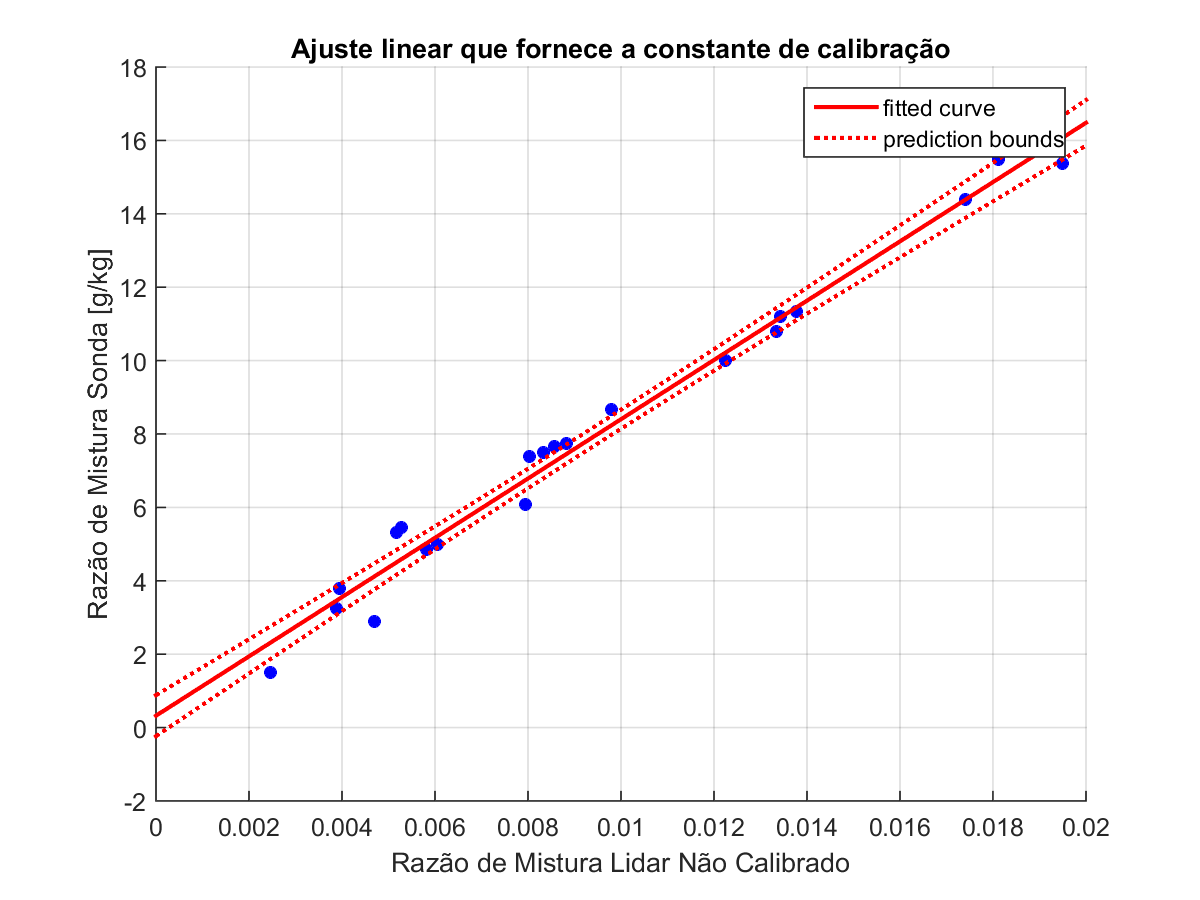 Ajuste linear que fornece a constante de calibração
fitted curve
prediction bounds
Razão de Mistura Sonda [g/kg]
18
16
14
12
10
8
6
4
2
0
-2
0 0.002 0.004 0.006 0.008 0.01 0.012 0.014 0.016 0.018 0.02
Razão de Mistura Lidar Não Calibrado